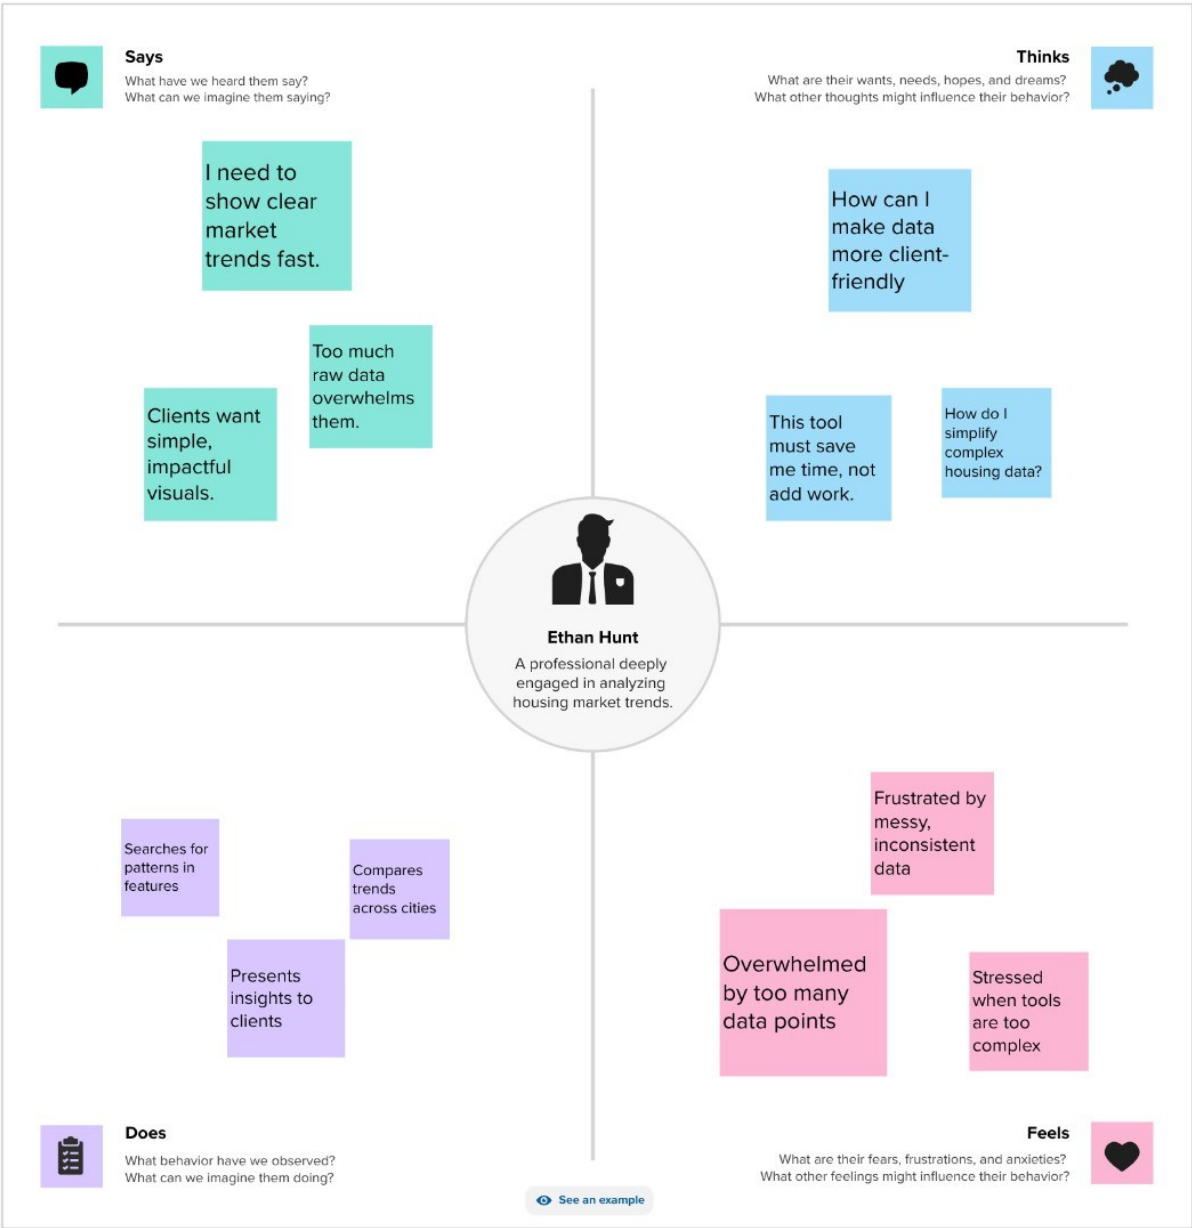 Says
What have we heard them say?
What can we imagine them saying?
I need to
show clear
market
trends fast.
Too much
raw data
overwhelms
them.
Clients want
simple,
impactful
visuals.
Thinks
What are their wants, needs, hopes, and dreams?
What other thoughts might influence their behavior?
How can I
make data
more client-
friendly
This tool
must save
me time, not
add work.
How do I
simplify
complex
housing data?
Ethan Hunt
A professional deeply
engaged in analyzing
housing market trends.
Searches for
patterns in
features
Compares
trends
across cities
Presents
insights to
clients
Does
What behavior have we observed?
What can we imagine them doing?
Frustrated by
messy,
inconsistent
data
Overwhelmed
by too many
data points
Stressed
when tools
are too
complex
Feels
What are their fears, frustrations, and anxieties?
What other feelings might influence their behavior?
See an example